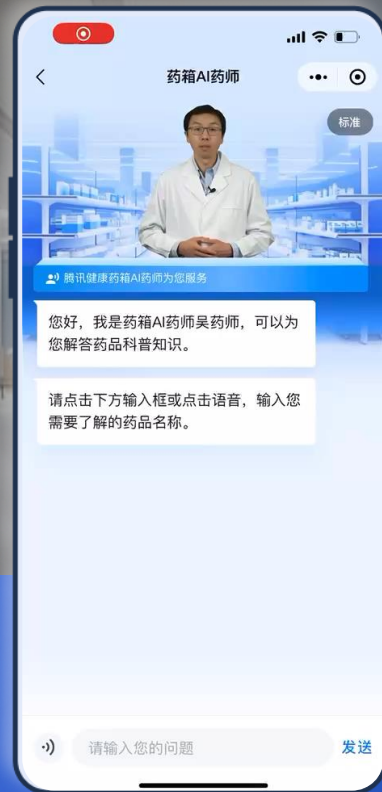 药箱AI药师
标准
腾讯健康药箱AI药师为您服务
您好，我是药箱AI药师吴药师，可以为
您解答药品科普知识。
请点击下方输入框或点击语音，输入您
需要了解的药品名称。
请输入您的问题
发送